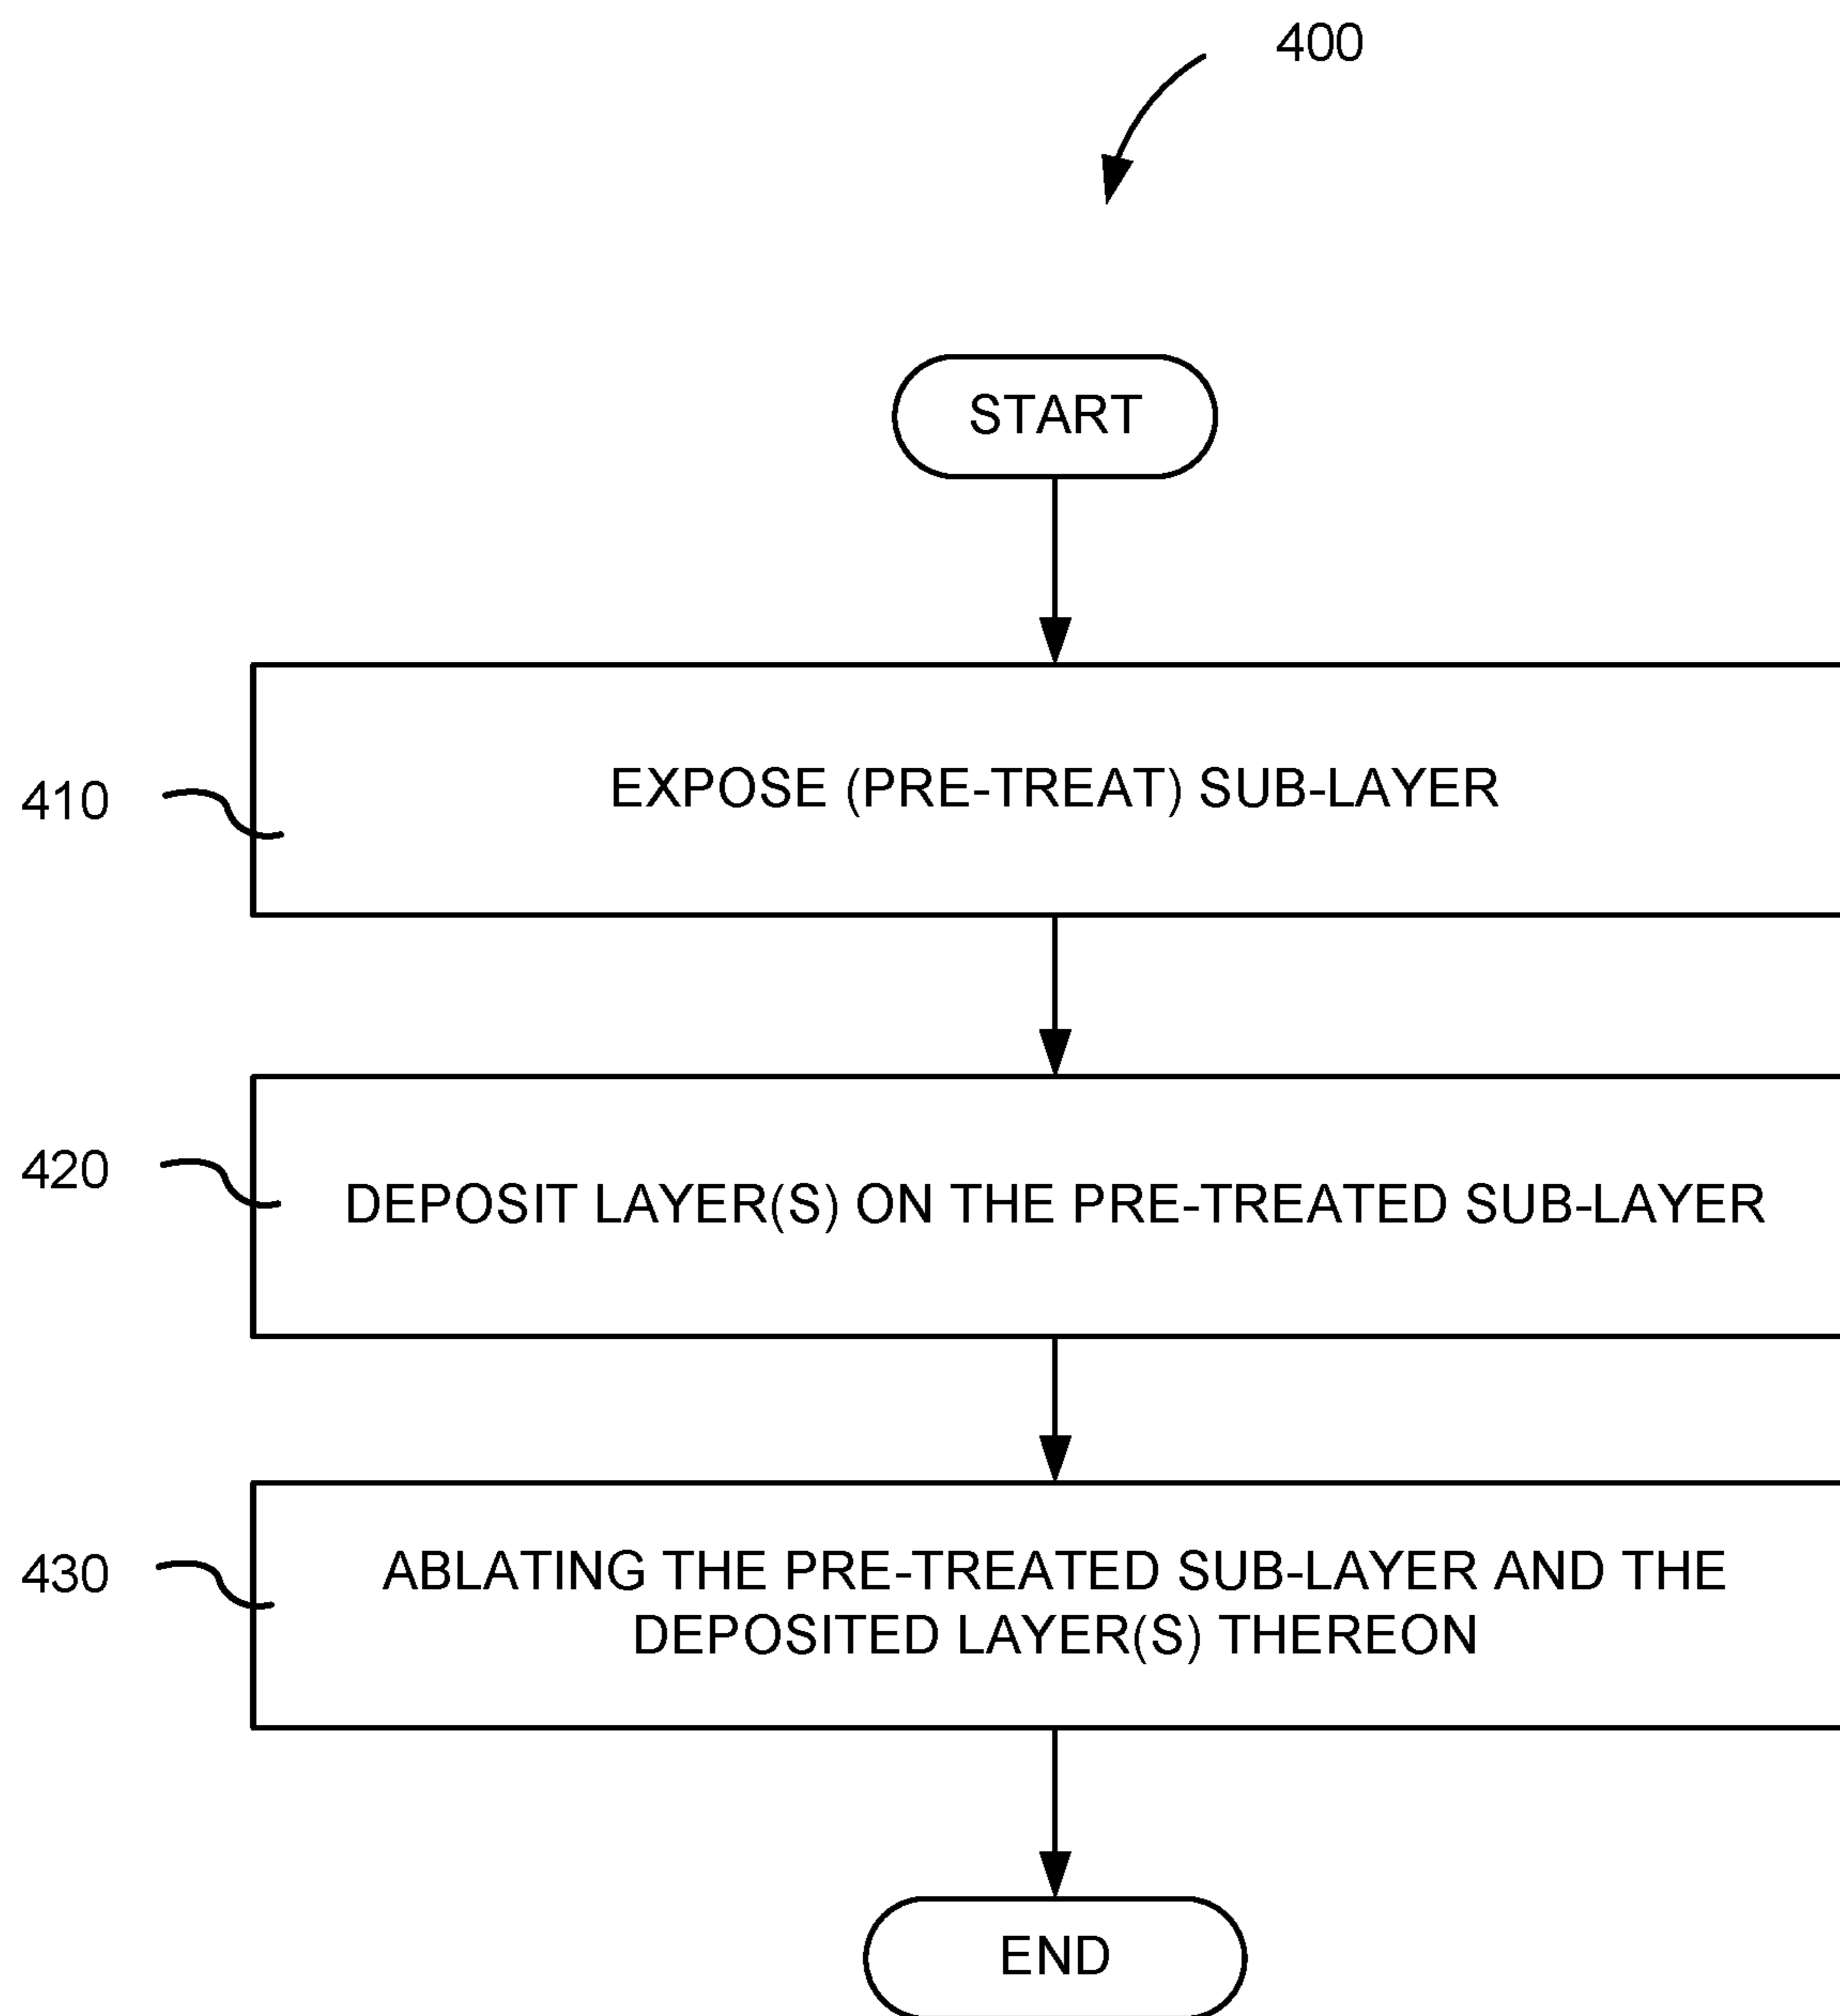 400
START
410
EXPOSE (PRE-TREAT) SUB-LAYER
420
DEPOSIT LAYER(S) ON THE PRE-TREATED SUB-LAYER
430
ABLATING THE PRE-TREATED SUB-LAYER AND THE
DEPOSITED LAYER(S) THEREON
END